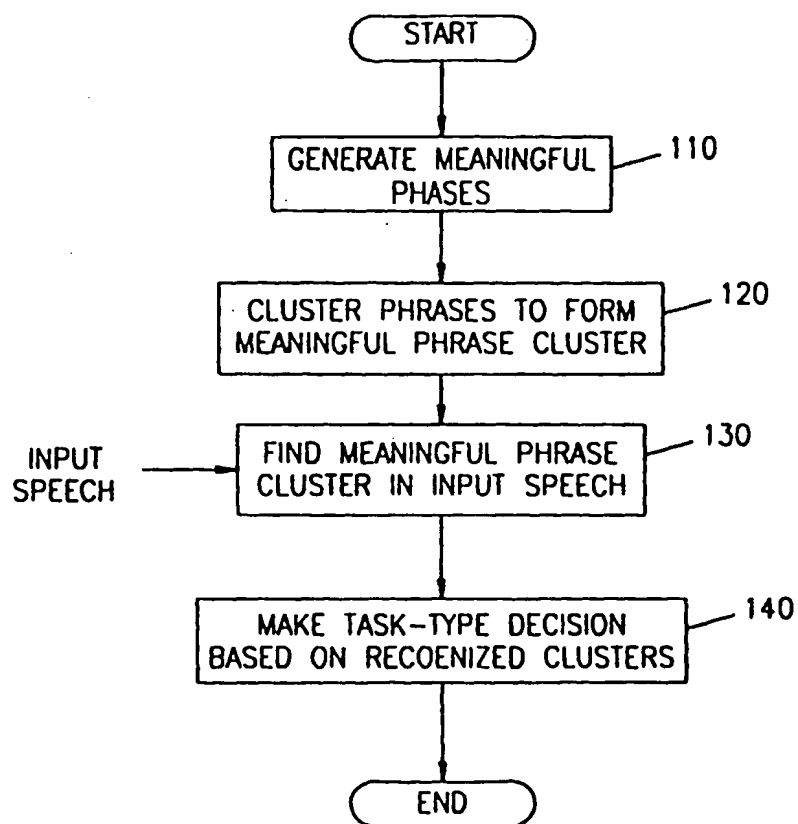 START
GENERATE MEANINGFUL
PHASES
110
CLUSTER PHRASES TO FORM
MEANINGFUL PHRASE CLUSTER
120
INPUT
SPEECH
FIND MEANINGFUL PHRASE
CLUSTER IN INPUT SPEECH
130
MAKE TASK-TYPE DECISION
BASED ON RECOENIZED CLUSTERS
140
END